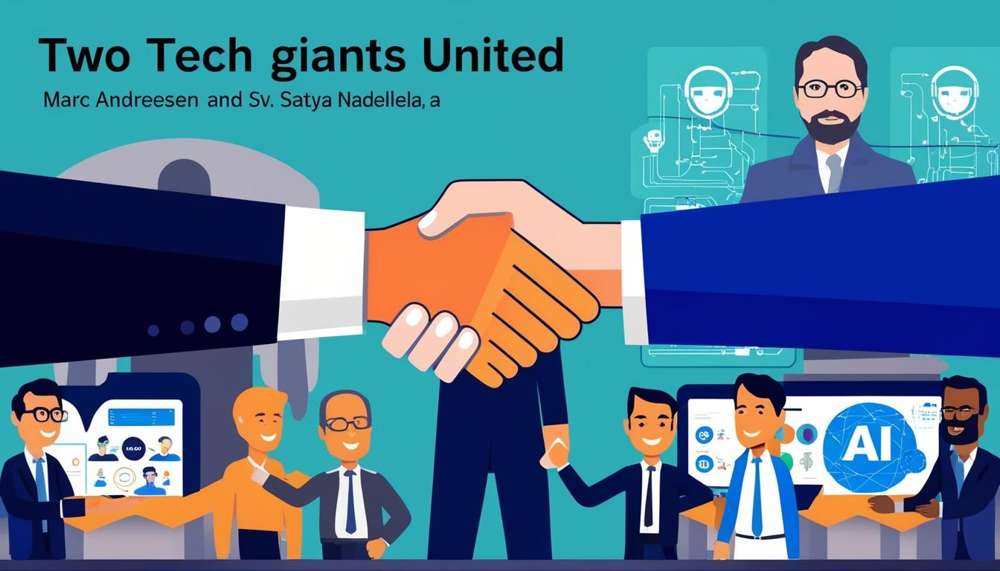 Two Tech giants United
Marc Andreesen and Sv. Satya Nadellela, a
AI